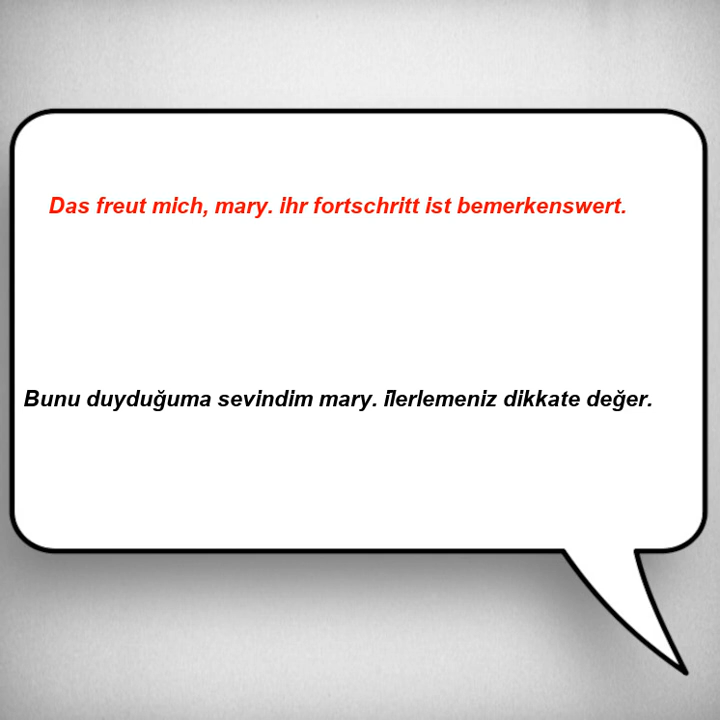 Das freut mich, mary. ihr fortschritt ist bemerkenswert.
Bunu duyduğuma sevindim mary. i̇lerlemeniz dikkate değer.